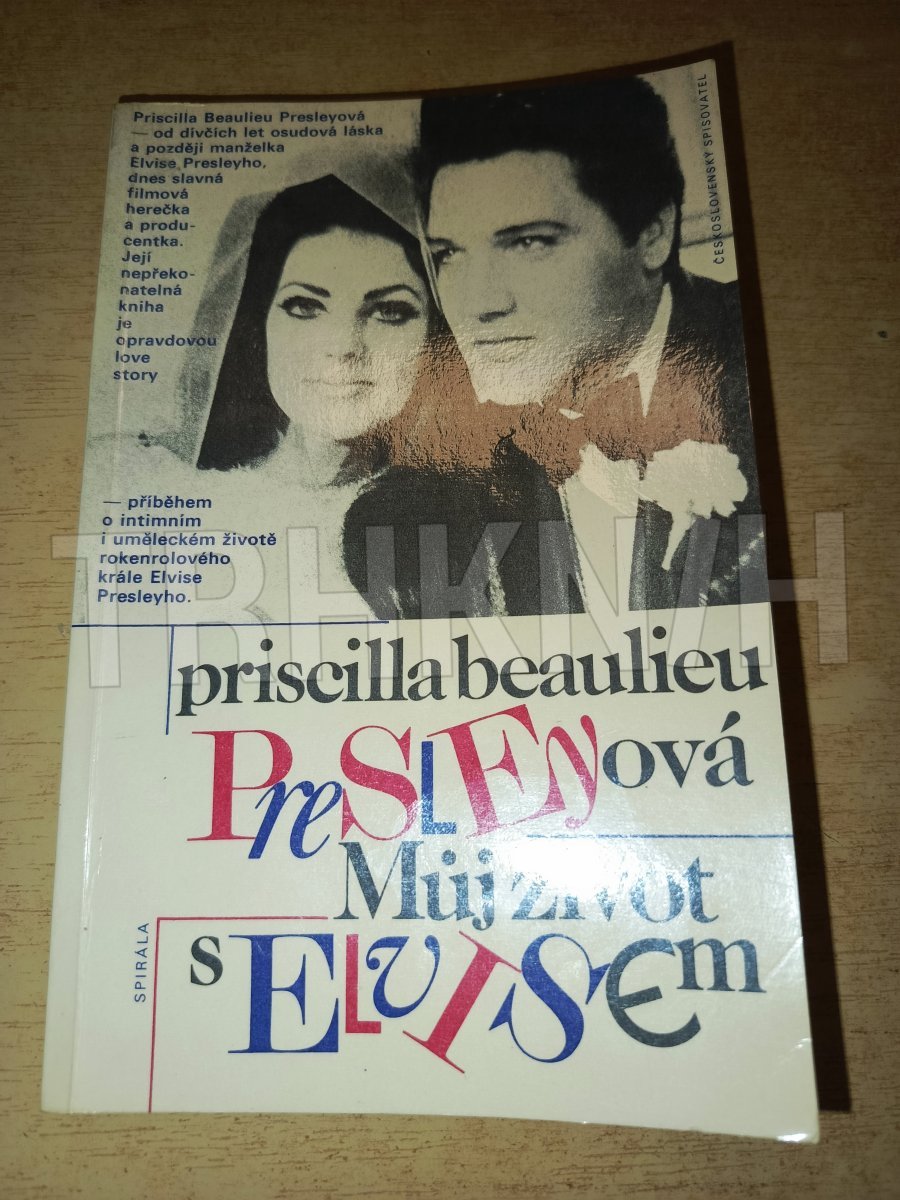 Priscilla Beaulieu Presleyová
— od dívčích let osudová láska
a později manželka
Elvise Presleyho,
dnes slavná
filmová
herečka
a produ-
centka.
Její
nepřeko-
natelná
kniha
je
opravdovou
love
story
ČESKOSLOVENSKÝ SPISOVATEL
— příběhem
o intimním
i uměleckém životě
rokenrolového
krále Elvise
Presleyho.
TRHKNIH
priscilla beaulieu
PreSLEyová
Můj život
SPIRÁLA
s ELvISEm